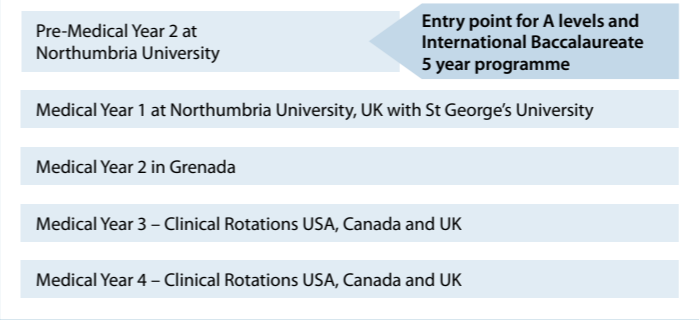 Pre-Medical Year 2 at
Northumbria University
Entry point for A levels and
International Baccalaureate
5 year programme
Medical Year 1 at Northumbria University, UK with St George’s University
Medical Year 2 in Grenada
Medical Year 3 – Clinical Rotations USA, Canada and UK
Medical Year 4 – Clinical Rotations USA, Canada and UK